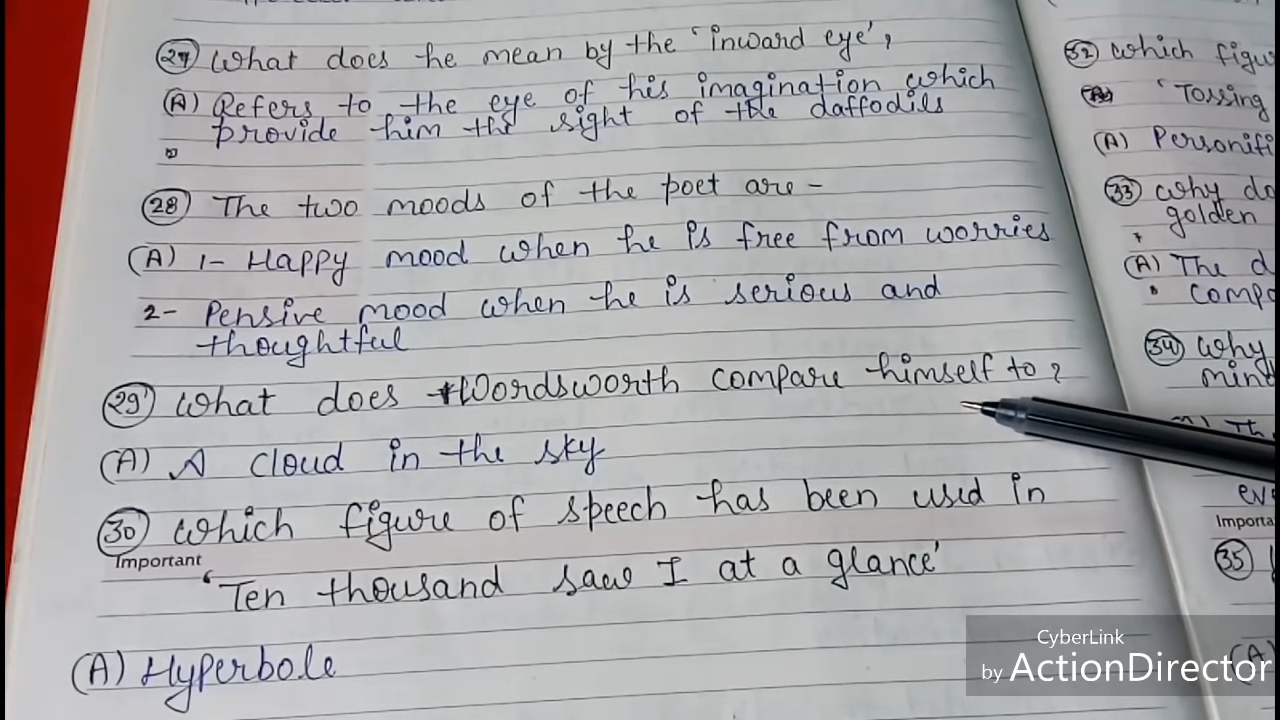 27 What does he mean by the 'inward eye',
(A) Refers to the eye of his imagination which
provide him the sight of the daffodils
28 The two moods of the poet are -
(A) 1- Happy mood when he is free from worries
2- Pensive mood when he is serious and
thoughtful
29 What does Wordsworth compare himself to?
(A) A cloud in the sky
30 Which figure of speech has been used in
Important
'Ten thousand saw I at a glance'
(A) Hyperbole
32 Which figu
'Tossing
(A) Personifi
33 Why do
golden
(A) The d
compa
34 Why
mind
eve
Importa
35
(A)
CyberLink
by ActionDirector